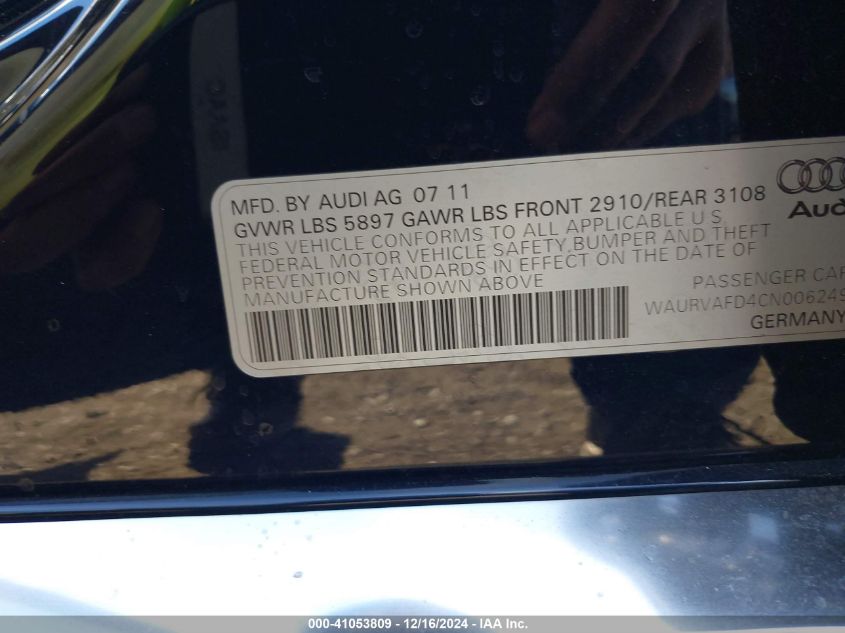 MFD. BY AUDI AG 07 11
GVWR LBS 5897 GAWR LBS FRONT 2910/REAR 3108
THIS VEHICLE CONFORMS TO ALL APPLICABLE U S
FEDERAL MOTOR VEHICLE SAFETY,BUMPER AND THEFT
PREVENTION STANDARDS IN EFFECT ON THE DATE OF
MANUFACTURE SHOWN ABOVE
Aud
PASSENGER CAR
WAURVAFD4CN006249
GERMANY
000-41053809 - 12/16/2024 - IAA Inc.